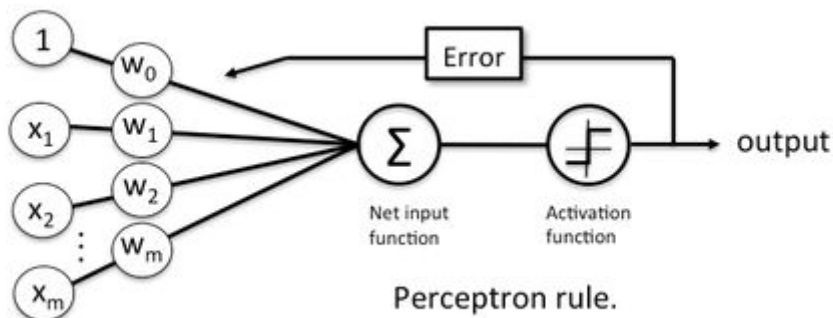 1
w₀
Error
x₁
w₁
Σ
output
x₂
w₂
Net input
function
Activation
function
⋮
wₘ
xₘ
Perceptron rule.